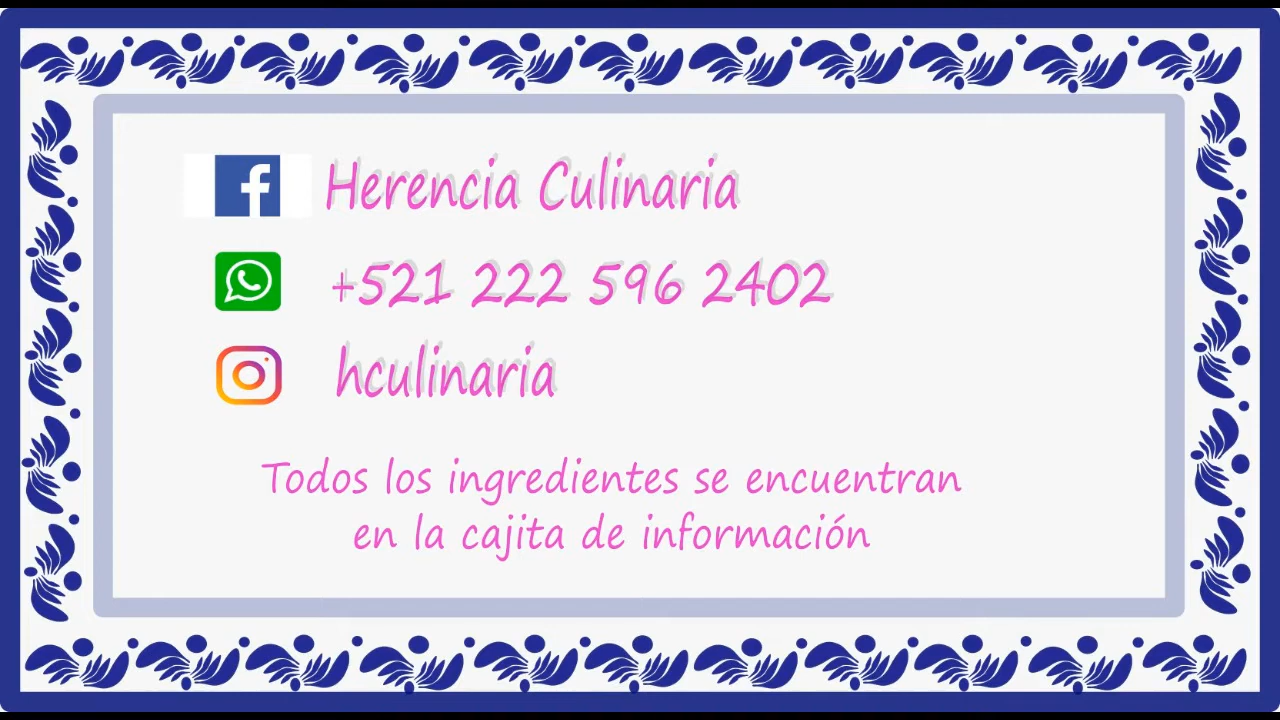 Herencia Culinaria
+521 222 596 2402
hculinaria
Todos los ingredientes se encuentran
en la cajita de información